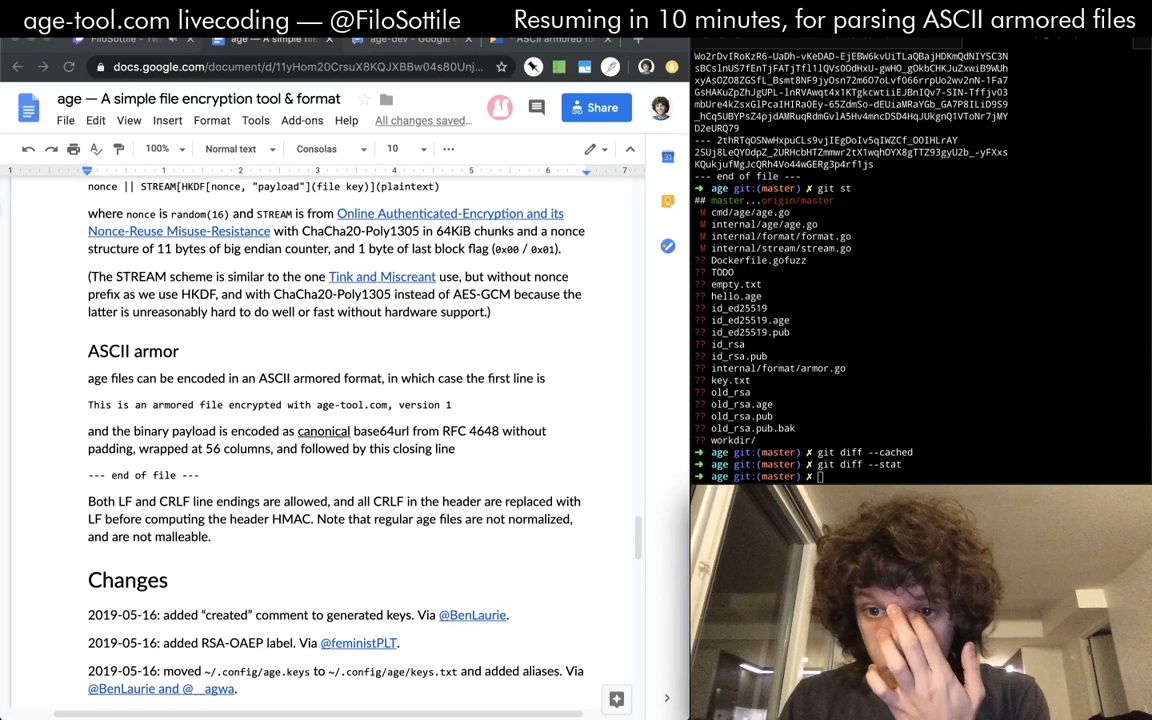 age-tool.com livecoding — @FiloSottile
Resuming in 10 minutes, for parsing ASCII armored files
docs.google.com/document/d/11yHom20CrsuX8KQJXBBw04s80Unj...
age — A simple file encryption tool & format
Share
File Edit View Insert Format Tools Add-ons Help All changes saved...
100% Normal text Consolas 10
1 2 3 4 5 6 7
nonce || STREAM[HKDF[nonce, "payload"](file key)](plaintext)
where nonce is random(16) and STREAM is from Online Authenticated-Encryption and its
Nonce-Reuse Misuse-Resistance with ChaCha20-Poly1305 in 64KiB chunks and a nonce
structure of 11 bytes of big endian counter, and 1 byte of last block flag (0x00 / 0x01).
(The STREAM scheme is similar to the one Tink and Miscreant use, but without nonce
prefix as we use HKDF, and with ChaCha20-Poly1305 instead of AES-GCM because the
latter is unreasonably hard to do well or fast without hardware support.)
ASCII armor
age files can be encoded in an ASCII armored format, in which case the first line is
This is an armored file encrypted with age-tool.com, version 1
and the binary payload is encoded as canonical base64url from RFC 4648 without
padding, wrapped at 56 columns, and followed by this closing line
--- end of file ---
Both LF and CRLF line endings are allowed, and all CRLF in the header are replaced with
LF before computing the header HMAC. Note that regular age files are not normalized,
and are not malleable.
Changes
2019-05-16: added “created” comment to generated keys. Via @BenLaurie.
2019-05-16: added RSA-OAEP label. Via @feministPLT.
2019-05-16: moved ~/.config/age.keys to ~/.config/age/keys.txt and added aliases. Via
@BenLaurie and @__agwa.
31
D2eURQ79
--- end of file ---
➜ age git:(master) ✗ git st
## master...origin/master
M cmd/age/age.go
M internal/age/age.go
M internal/format/format.go
M internal/stream/stream.go
?? Dockerfile.gofuzz
?? TODO
?? empty.txt
?? hello.age
?? id_ed25519
?? id_ed25519.age
?? id_ed25519.pub
?? id_rsa
?? id_rsa.pub
?? internal/format/armor.go
?? key.txt
?? old_rsa
?? old_rsa.age
?? old_rsa.pub
?? old_rsa.pub.bak
?? workdir/
➜ age git:(master) ✗ git diff --cached
➜ age git:(master) ✗ git diff --stat
➜ age git:(master) ✗